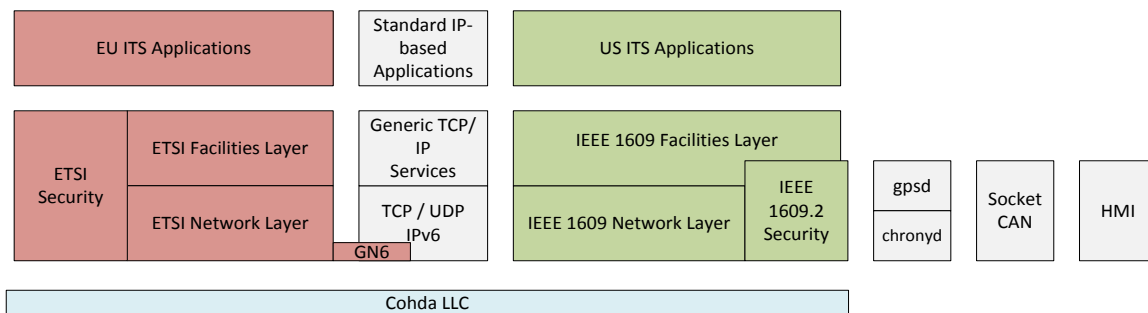 EU ITS Applications
Standard IP-
based
Applications
US ITS Applications
ETSI
Security
ETSI Facilities Layer
ETSI Network Layer
Generic TCP/
IP
Services
TCP / UDP
IPv6
GN6
IEEE 1609 Facilities Layer
IEEE 1609 Network Layer
IEEE
1609.2
Security
gpsd
chronyd
Socket
CAN
HMI
Cohda LLC